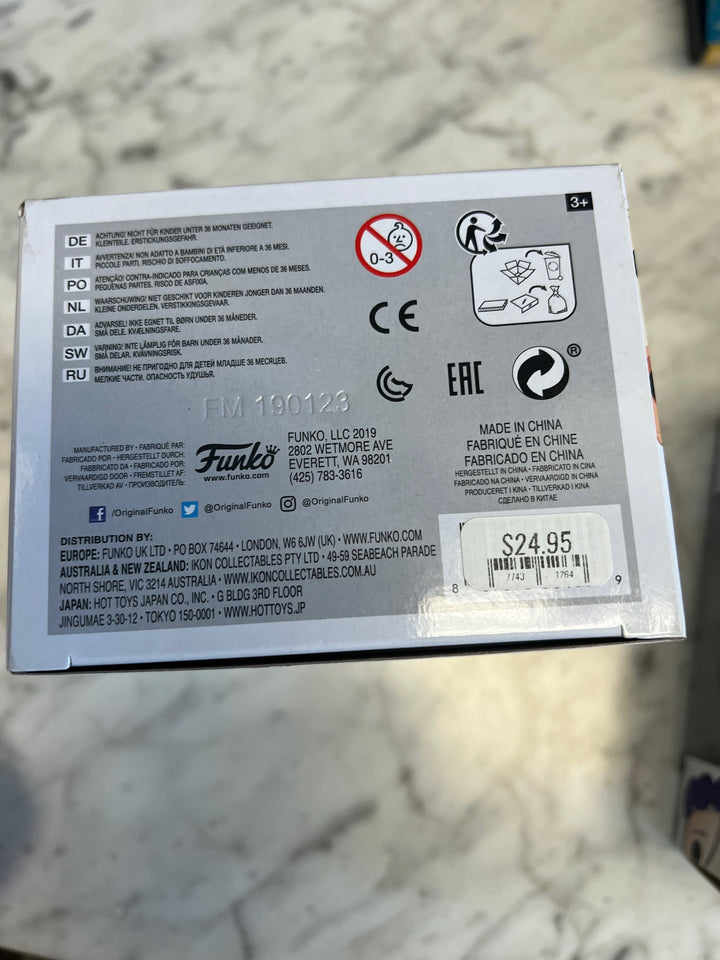 3+
DE ACHTUNG! NICHT FÜR KINDER UNTER 36 MONATEN GEEIGNET.
KLEINTEILE. ERSTICKUNGSGEFAHR.
IT AVVERTENZA! NON ADATTO A BAMBINI DI ETÀ INFERIORE A 36 MESI.
PICCOLE PARTI. RISCHIO DI SOFFOCAMENTO.
PO ATENÇÃO! CONTRA-INDICADO PARA CRIANÇAS COM MENOS DE 36 MESES.
PEQUENAS PARTES. RISCO DE ASFIXIA.
NL WAARSCHUWING! NIET GESCHIKT VOOR KINDEREN JONGER DAN 36 MAANDEN.
KLEINE ONDERDELEN. VERSTIKKINGSGEVAAR.
DA ADVARSEL! IKKE EGNET TIL BØRN UNDER 36 MÅNEDER.
SMÅ DELE. KVÆLNINGSFARE.
SW VARNING! INTE LÄMPLIG FÖR BARN UNDER 36 MÅNADER.
SMÅ DELAR. KVÄVNINGSRISK.
RU ВНИМАНИЕ! НЕ ПРИГОДНО ДЛЯ ДЕТЕЙ МЛАДШЕ 36 МЕСЯЦЕВ.
МЕЛКИЕ ЧАСТИ. ОПАСНОСТЬ УДУШЬЯ.
0-3
CE
EAC
®
FM 190123
MANUFACTURED BY • FABRIQUÉ PAR:
FABRICADO POR • HERGESTELLT DURCH:
FABBRICATO DA • FABRICADO POR:
VERVAARDIGD DOOR • FREMSTILLET AF:
TILLVERKAD AV • ПРОИЗВОДИТЕЛЬ:
Funko
www.funko.com
FUNKO, LLC 2019
2802 WETMORE AVE
EVERETT, WA 98201
(425) 783-3616
MADE IN CHINA
FABRIQUÉ EN CHINE
FABRICADO EN CHINA
HERGESTELLT IN CHINA • FABBRICATO IN CINA
FABRICADO NA CHINA • VERVAARDIGD IN CHINA
PRODUCERET I KINA • TILLVERKAD I KINA
СДЕЛАНО В КИТАЕ
/OriginalFunko @OriginalFunko @OriginalFunko
DISTRIBUTION BY:
EUROPE: FUNKO UK LTD • PO BOX 74644 • LONDON, W6 6JW (UK) • WWW.FUNKO.COM
AUSTRALIA & NEW ZEALAND: IKON COLLECTABLES PTY LTD • 49-59 SEABEACH PARADE
NORTH SHORE, VIC 3214 AUSTRALIA • WWW.IKONCOLLECTABLES.COM.AU
JAPAN: HOT TOYS JAPAN CO., INC. • G BLDG 3RD FLOOR
JINGUMAE 3-30-12 • TOKYO 150-0001 • WWW.HOTTOYS.JP
$24.95
7743 1264
8 9